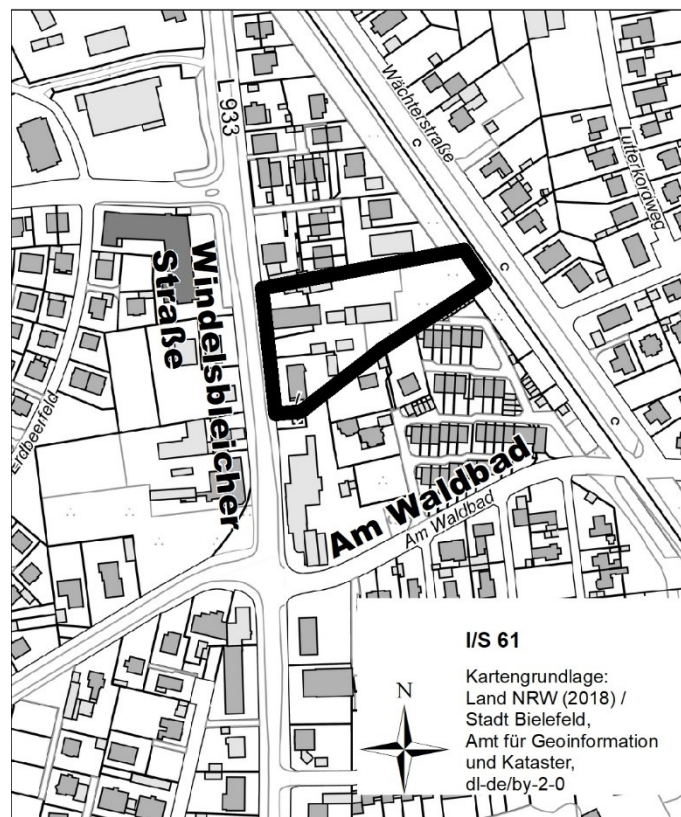 L 933
Wächterstraße
Lutterkordweg
Windelsbleicher
Straße
Erdbeerfeld
Am Waldbad
Am Waldbad
I/S 61
Kartengrundlage:
Land NRW (2018) /
Stadt Bielefeld,
Amt für Geoinformation
und Kataster,
dl-de/by-2-0
N